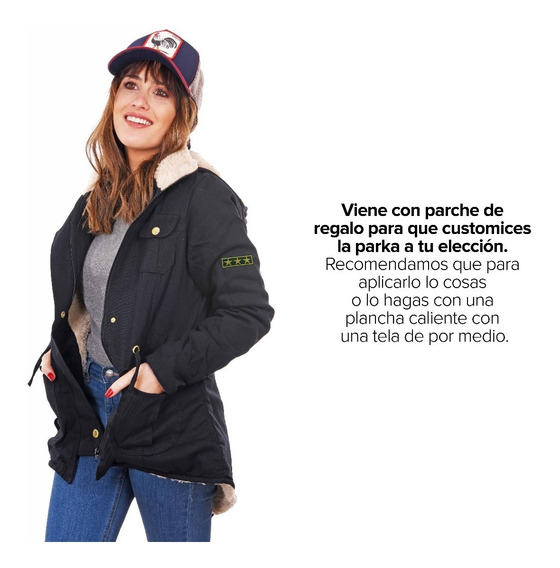 Viene con parche de
regalo para que customices
la parka a tu elección.
Recomendamos que para
aplicarlo lo cosas
o lo hagas con una
plancha caliente con
una tela de por medio.